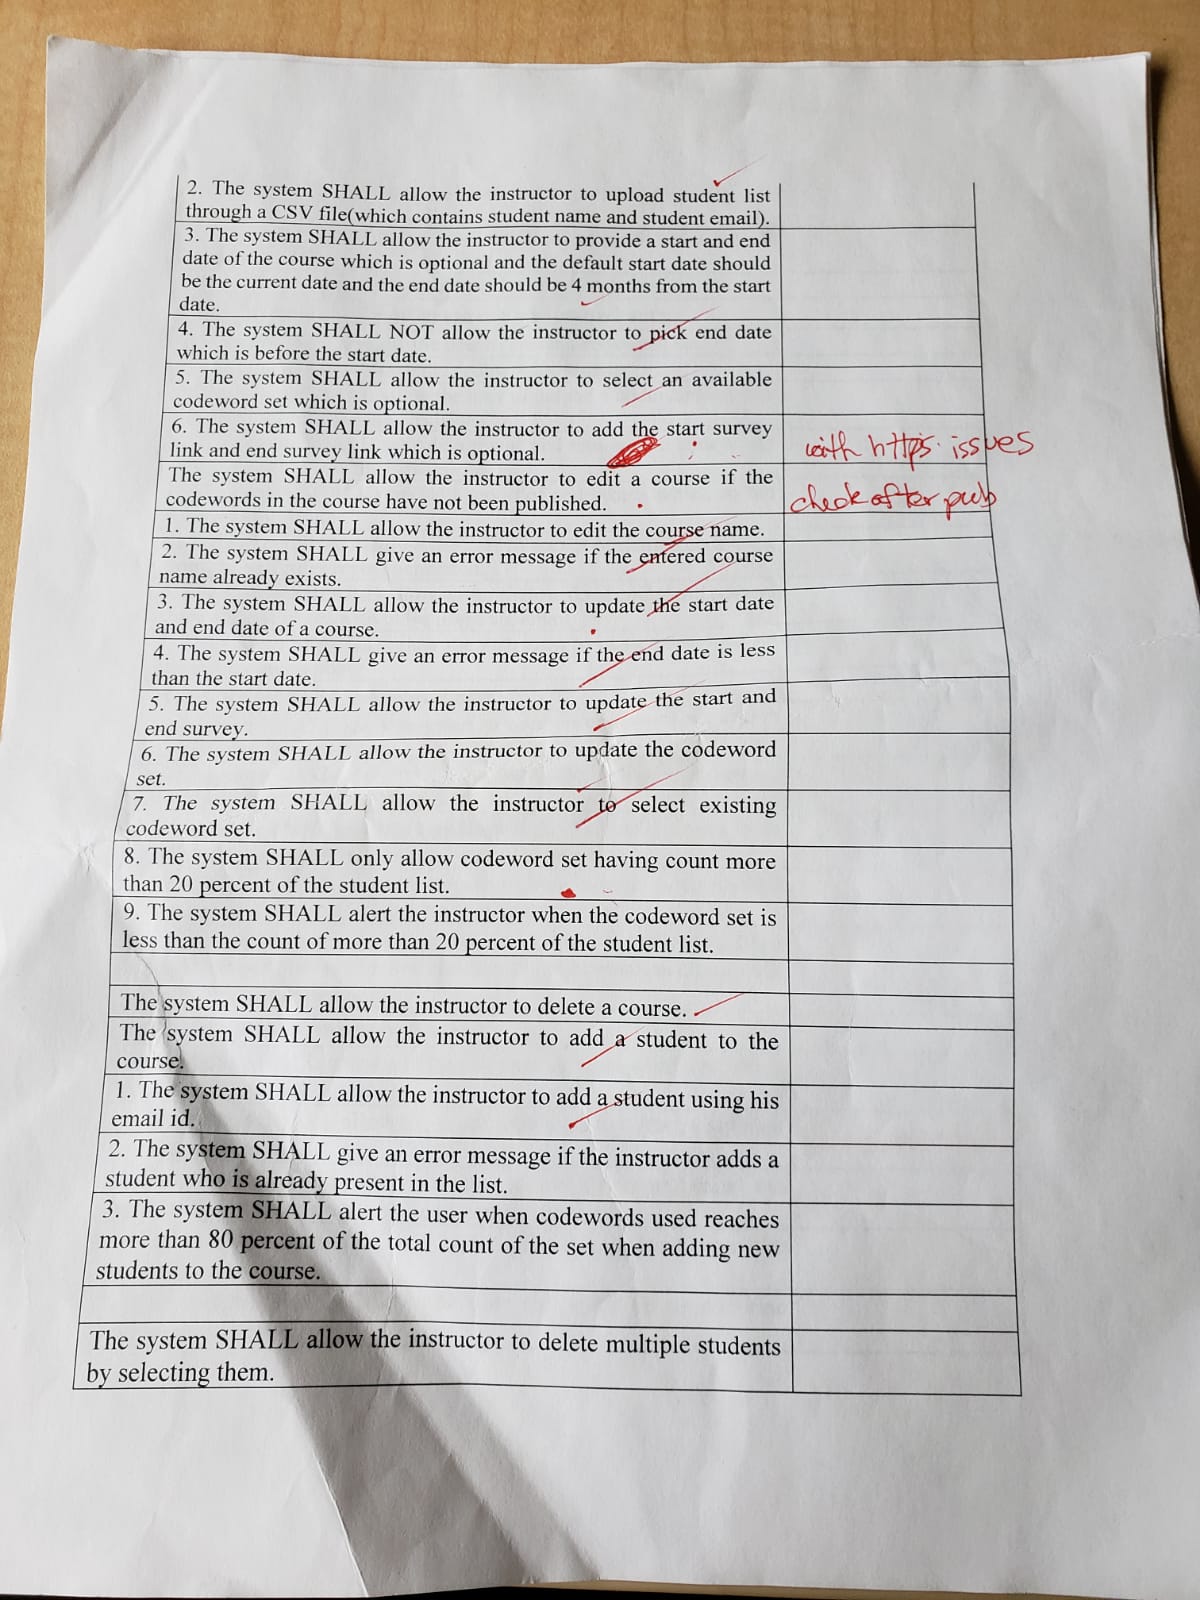 2. The system SHALL allow the instructor to upload student list
through a CSV file(which contains student name and student email).
3. The system SHALL allow the instructor to provide a start and end
date of the course which is optional and the default start date should
be the current date and the end date should be 4 months from the start
date.
4. The system SHALL NOT allow the instructor to pick end date
which is before the start date.
5. The system SHALL allow the instructor to select an available
codeword set which is optional.
6. The system SHALL allow the instructor to add the start survey
link and end survey link which is optional.
with https issues
The system SHALL allow the instructor to edit a course if the
codewords in the course have not been published.
check after pub
1. The system SHALL allow the instructor to edit the course name.
2. The system SHALL give an error message if the entered course
name already exists.
3. The system SHALL allow the instructor to update the start date
and end date of a course.
4. The system SHALL give an error message if the end date is less
than the start date.
5. The system SHALL allow the instructor to update the start and
end survey.
6. The system SHALL allow the instructor to update the codeword
set.
7. The system SHALL allow the instructor to select existing
codeword set.
8. The system SHALL only allow codeword set having count more
than 20 percent of the student list.
9. The system SHALL alert the instructor when the codeword set is
less than the count of more than 20 percent of the student list.
The system SHALL allow the instructor to delete a course.
The system SHALL allow the instructor to add a student to the
course.
1. The system SHALL allow the instructor to add a student using his
email id.
2. The system SHALL give an error message if the instructor adds a
student who is already present in the list.
3. The system SHALL alert the user when codewords used reaches
more than 80 percent of the total count of the set when adding new
students to the course.
The system SHALL allow the instructor to delete multiple students
by selecting them.